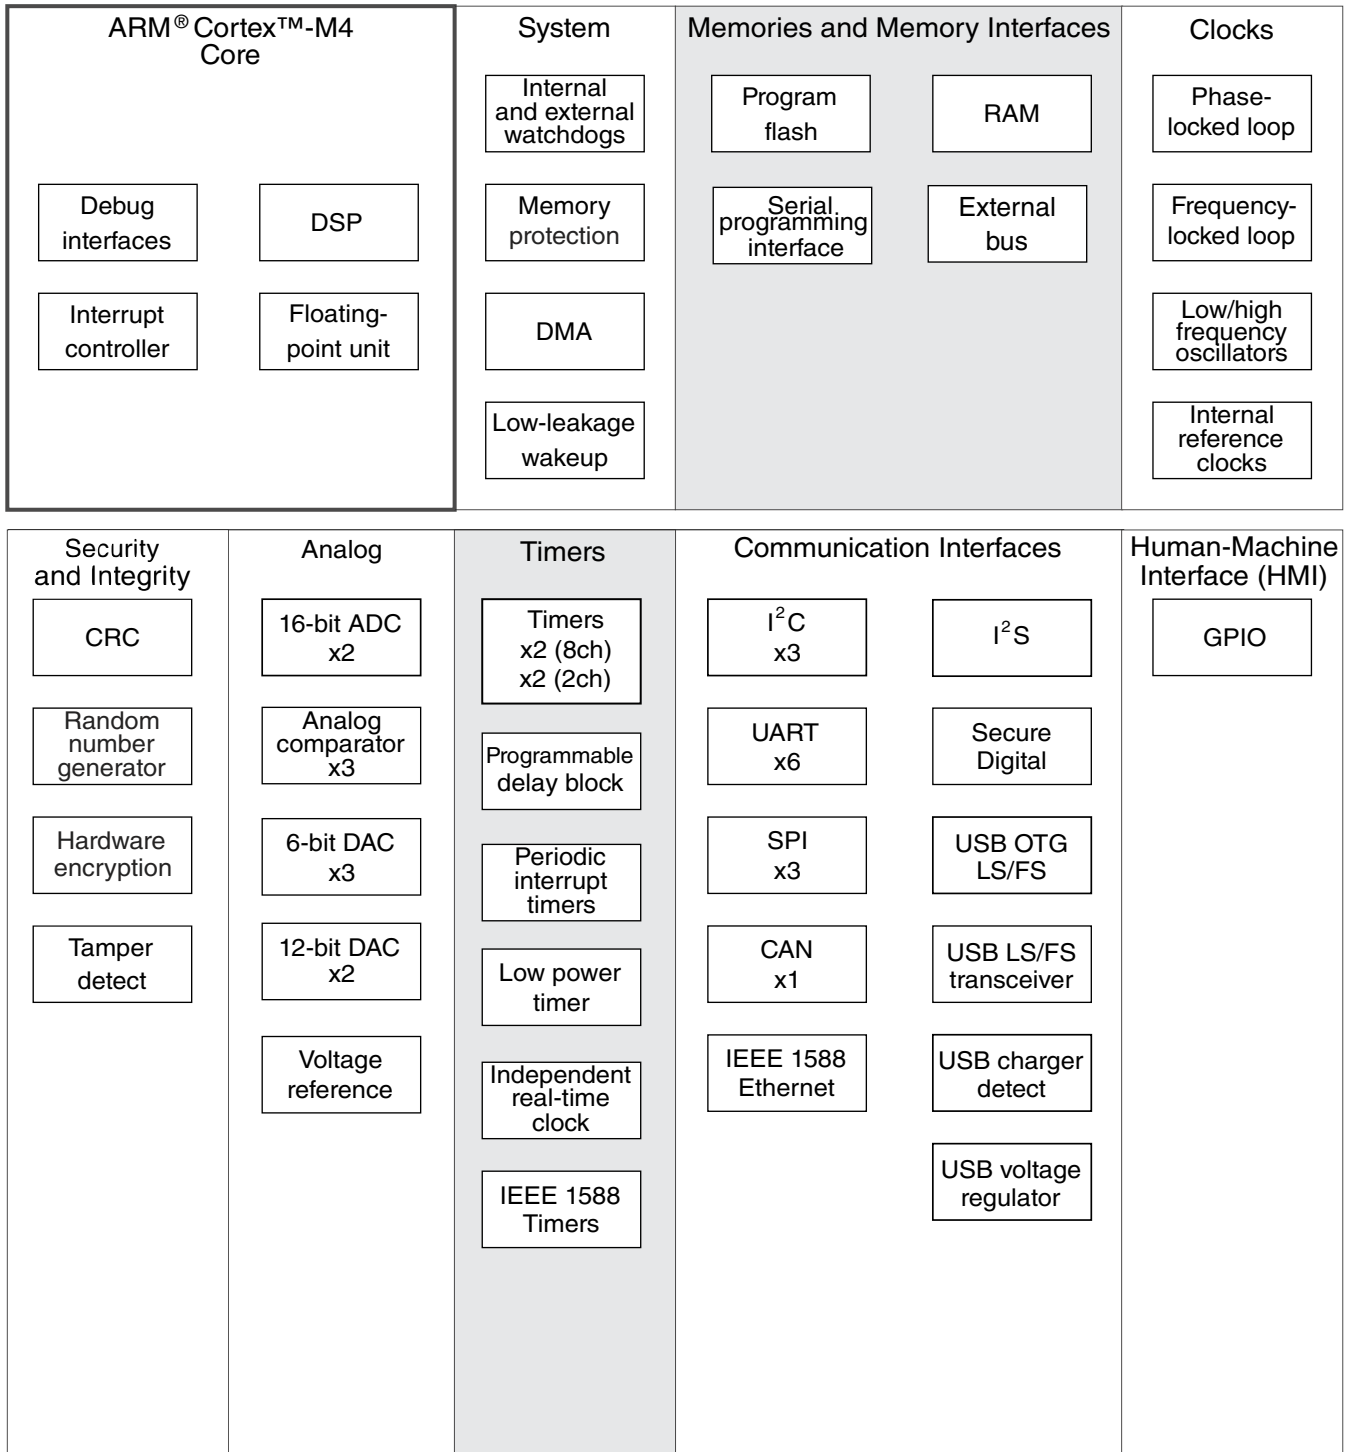 ARM® Cortex™-M4
Core
Debug
interfaces
DSP
Interrupt
controller
Floating-
point unit
System
Internal
and external
watchdogs
Memory
protection
DMA
Low-leakage
wakeup
Memories and Memory Interfaces
Program
flash
RAM
Serial
programming
interface
External
bus
Clocks
Phase-
locked loop
Frequency-
locked loop
Low/high
frequency
oscillators
Internal
reference
clocks
Security
and Integrity
CRC
Random
number
generator
Hardware
encryption
Tamper
detect
Analog
16-bit ADC
x2
Analog
comparator
x3
6-bit DAC
x3
12-bit DAC
x2
Voltage
reference
Timers
Timers
x2 (8ch)
x2 (2ch)
Programmable
delay block
Periodic
interrupt
timers
Low power
timer
Independent
real-time
clock
IEEE 1588
Timers
Communication Interfaces
I²C
x3
I²S
UART
x6
Secure
Digital
SPI
x3
USB OTG
LS/FS
CAN
x1
USB LS/FS
transceiver
IEEE 1588
Ethernet
USB charger
detect
USB voltage
regulator
Human-Machine
Interface (HMI)
GPIO